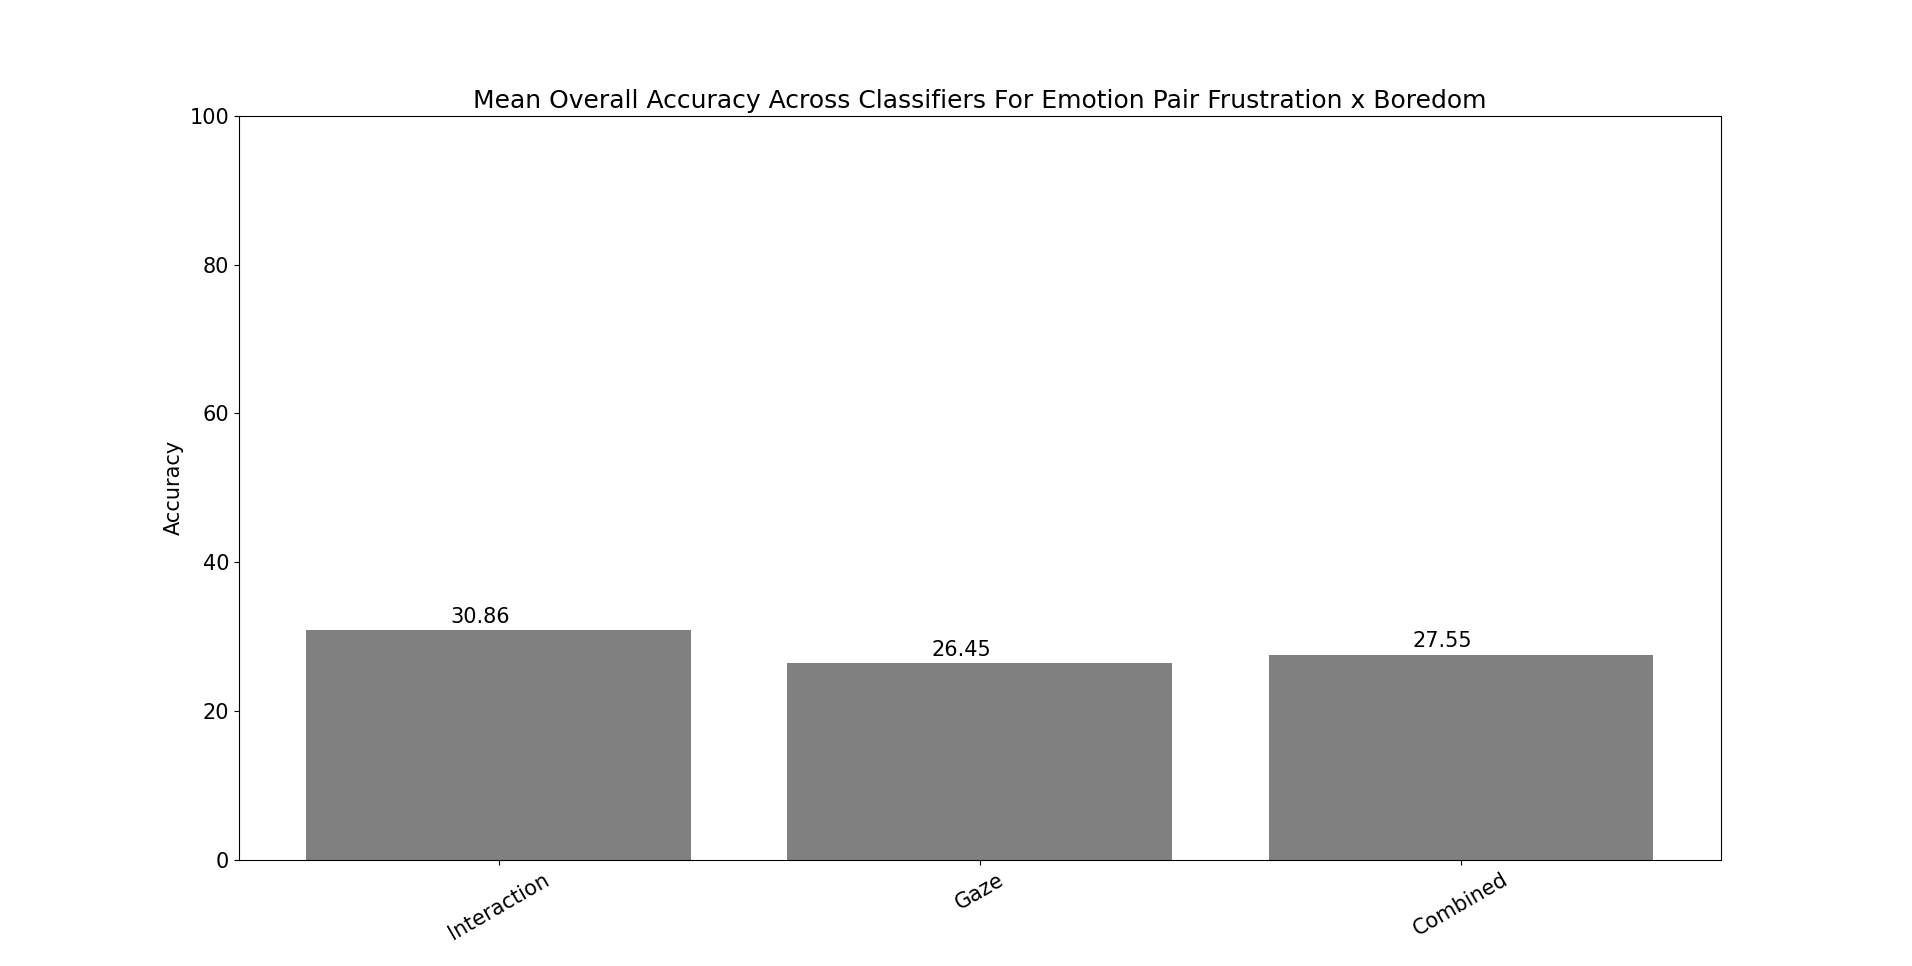 Mean Overall Accuracy Across Classifiers For Emotion Pair Frustration x Boredom
100
80
60
40
20
0
Accuracy
30.86
26.45
27.55
Interaction
Gaze
Combined